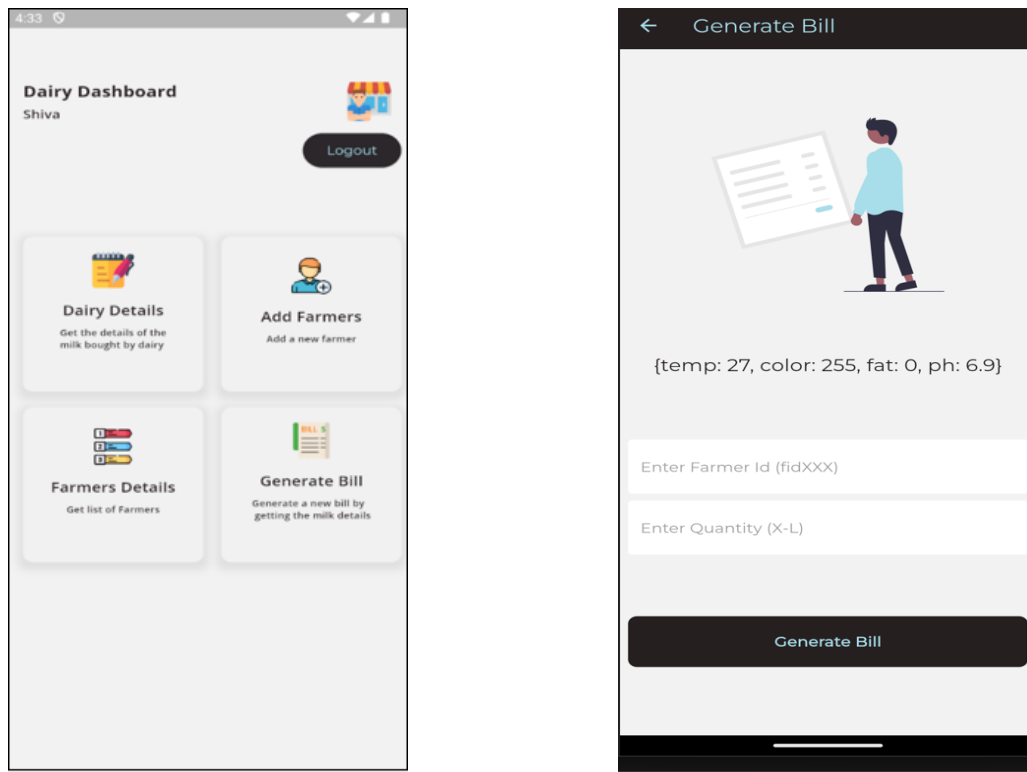 4:33
Dairy Dashboard
Shiva
Logout
Dairy Details
Get the details of the
milk bought by dairy
Add Farmers
Add a new farmer
Farmers Details
Get list of Farmers
BILL $
Generate Bill
Generate a new bill by
getting the milk details
Generate Bill
{temp: 27, color: 255, fat: 0, ph: 6.9}
Enter Farmer Id (fidXXX)
Enter Quantity (X-L)
Generate Bill